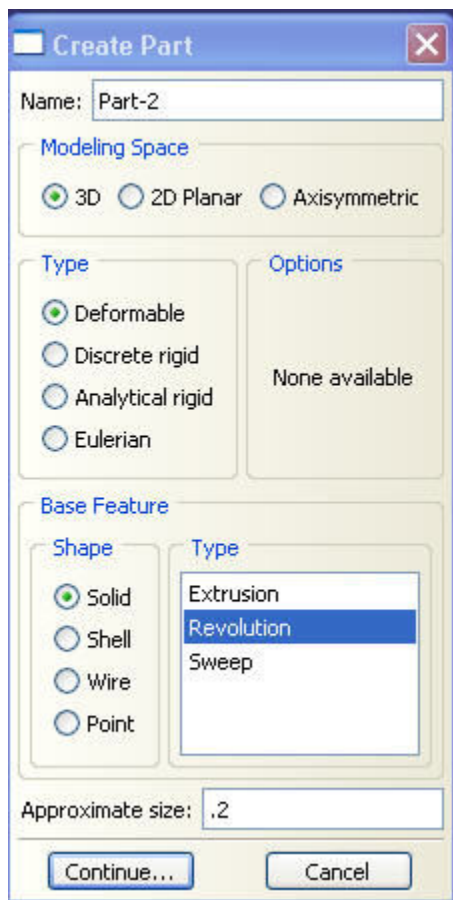 Create Part
Name: Part-2
Modeling Space
3D 2D Planar Axisymmetric
Type
Deformable
Discrete rigid
Analytical rigid
Eulerian
Options
None available
Base Feature
Shape
Solid
Shell
Wire
Point
Type
Extrusion
Revolution
Sweep
Approximate size: .2
Continue... Cancel